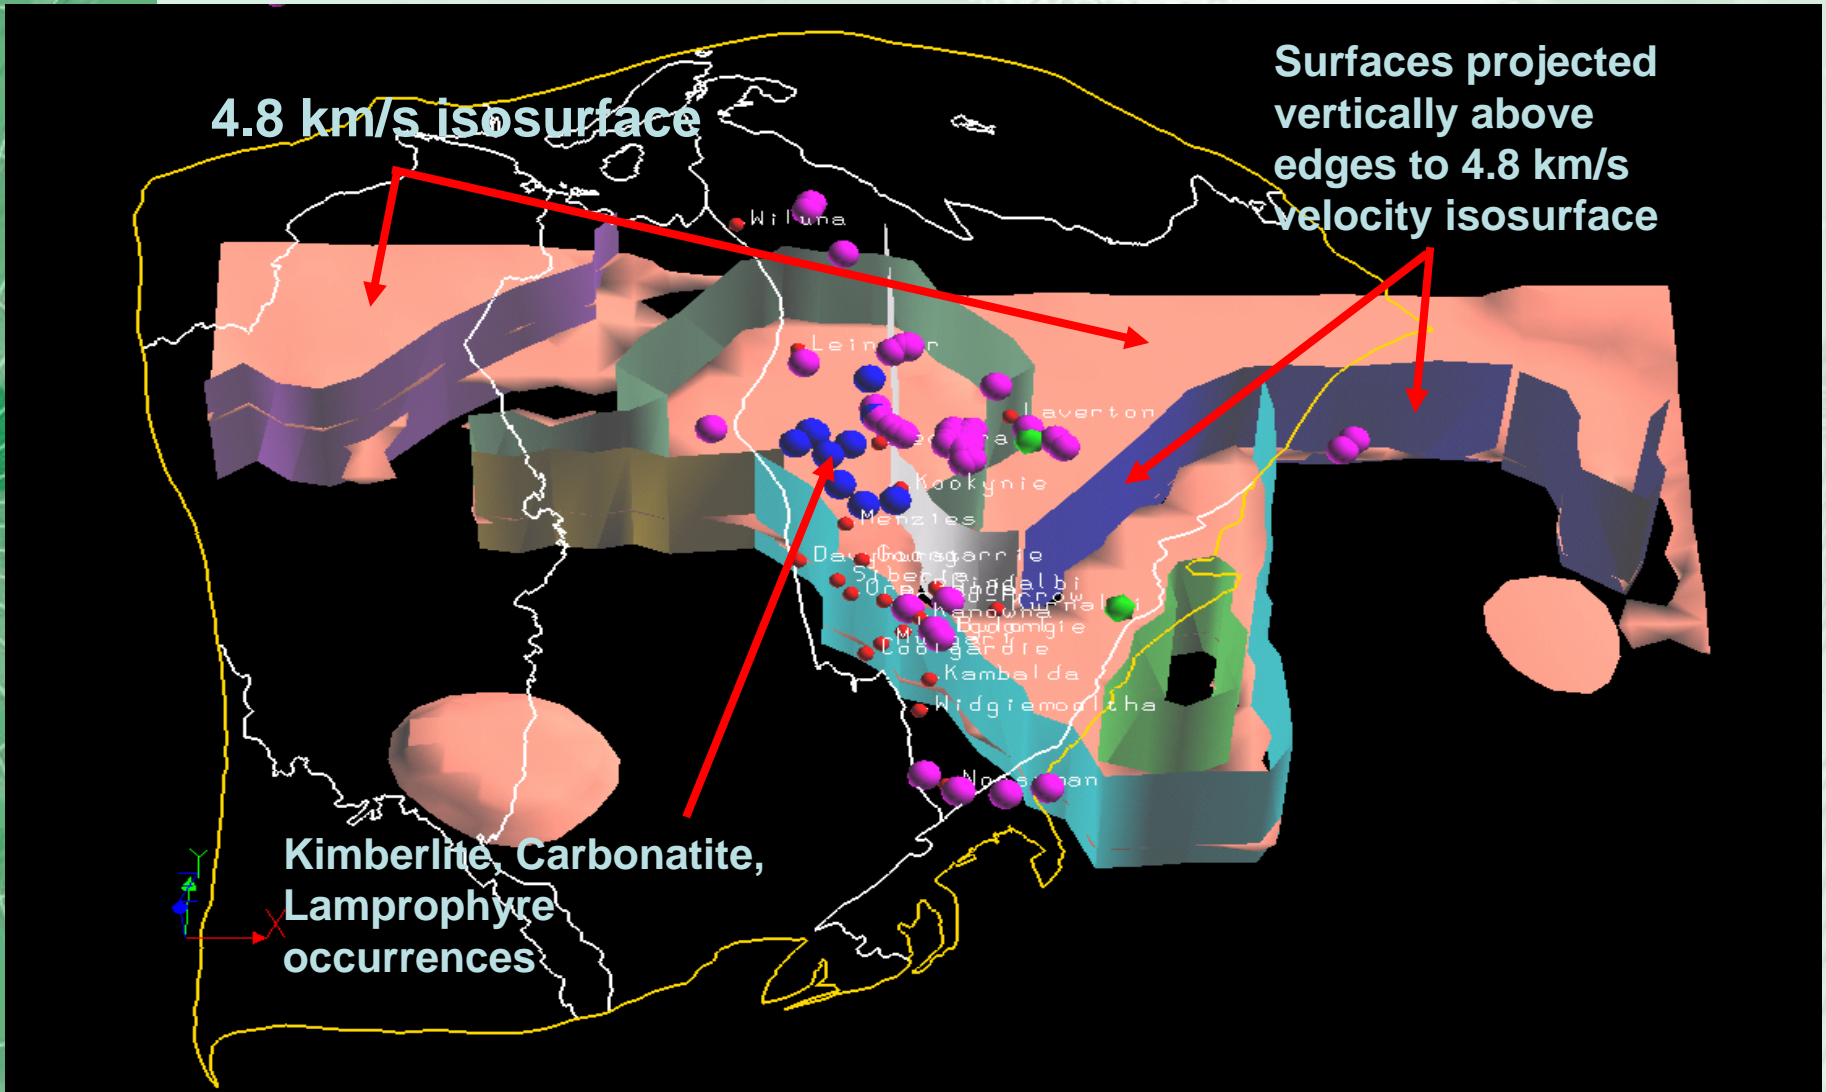 4.8 km/s isosurface
Surfaces projected
vertically above
edges to 4.8 km/s
velocity isosurface
Wiluna
Laverton
Kookynie
Menzies
Kanowna
Coolgardie
Kambalda
Widgiemooltha
Kimberlite, Carbonatite,
Lamprophyre
occurrences
Y
X